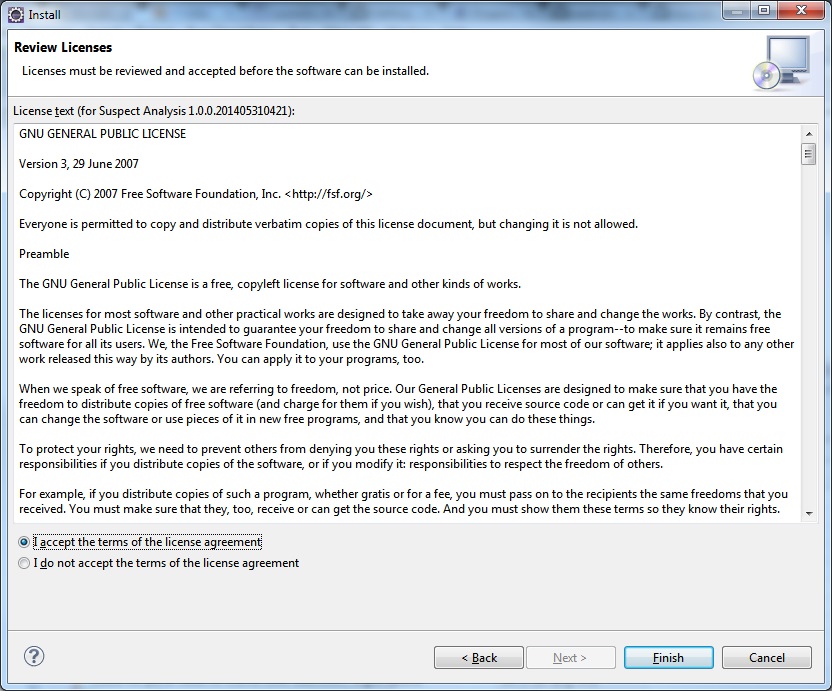 Install
Review Licenses
Licenses must be reviewed and accepted before the software can be installed.
License text (for Suspect Analysis 1.0.0.201405310421):
GNU GENERAL PUBLIC LICENSE
Version 3, 29 June 2007
Copyright (C) 2007 Free Software Foundation, Inc. <http://fsf.org/>
Everyone is permitted to copy and distribute verbatim copies of this license document, but changing it is not allowed.
Preamble
The GNU General Public License is a free, copyleft license for software and other kinds of works.
The licenses for most software and other practical works are designed to take away your freedom to share and change the works. By contrast, the
GNU General Public License is intended to guarantee your freedom to share and change all versions of a program--to make sure it remains free
software for all its users. We, the Free Software Foundation, use the GNU General Public License for most of our software; it applies also to any other
work released this way by its authors. You can apply it to your programs, too.
When we speak of free software, we are referring to freedom, not price. Our General Public Licenses are designed to make sure that you have the
freedom to distribute copies of free software (and charge for them if you wish), that you receive source code or can get it if you want it, that you
can change the software or use pieces of it in new free programs, and that you know you can do these things.
To protect your rights, we need to prevent others from denying you these rights or asking you to surrender the rights. Therefore, you have certain
responsibilities if you distribute copies of the software, or if you modify it: responsibilities to respect the freedom of others.
For example, if you distribute copies of such a program, whether gratis or for a fee, you must pass on to the recipients the same freedoms that you
received. You must make sure that they, too, receive or can get the source code. And you must show them these terms so they know their rights.
I accept the terms of the license agreement
I do not accept the terms of the license agreement
?
< Back
Next >
Finish
Cancel